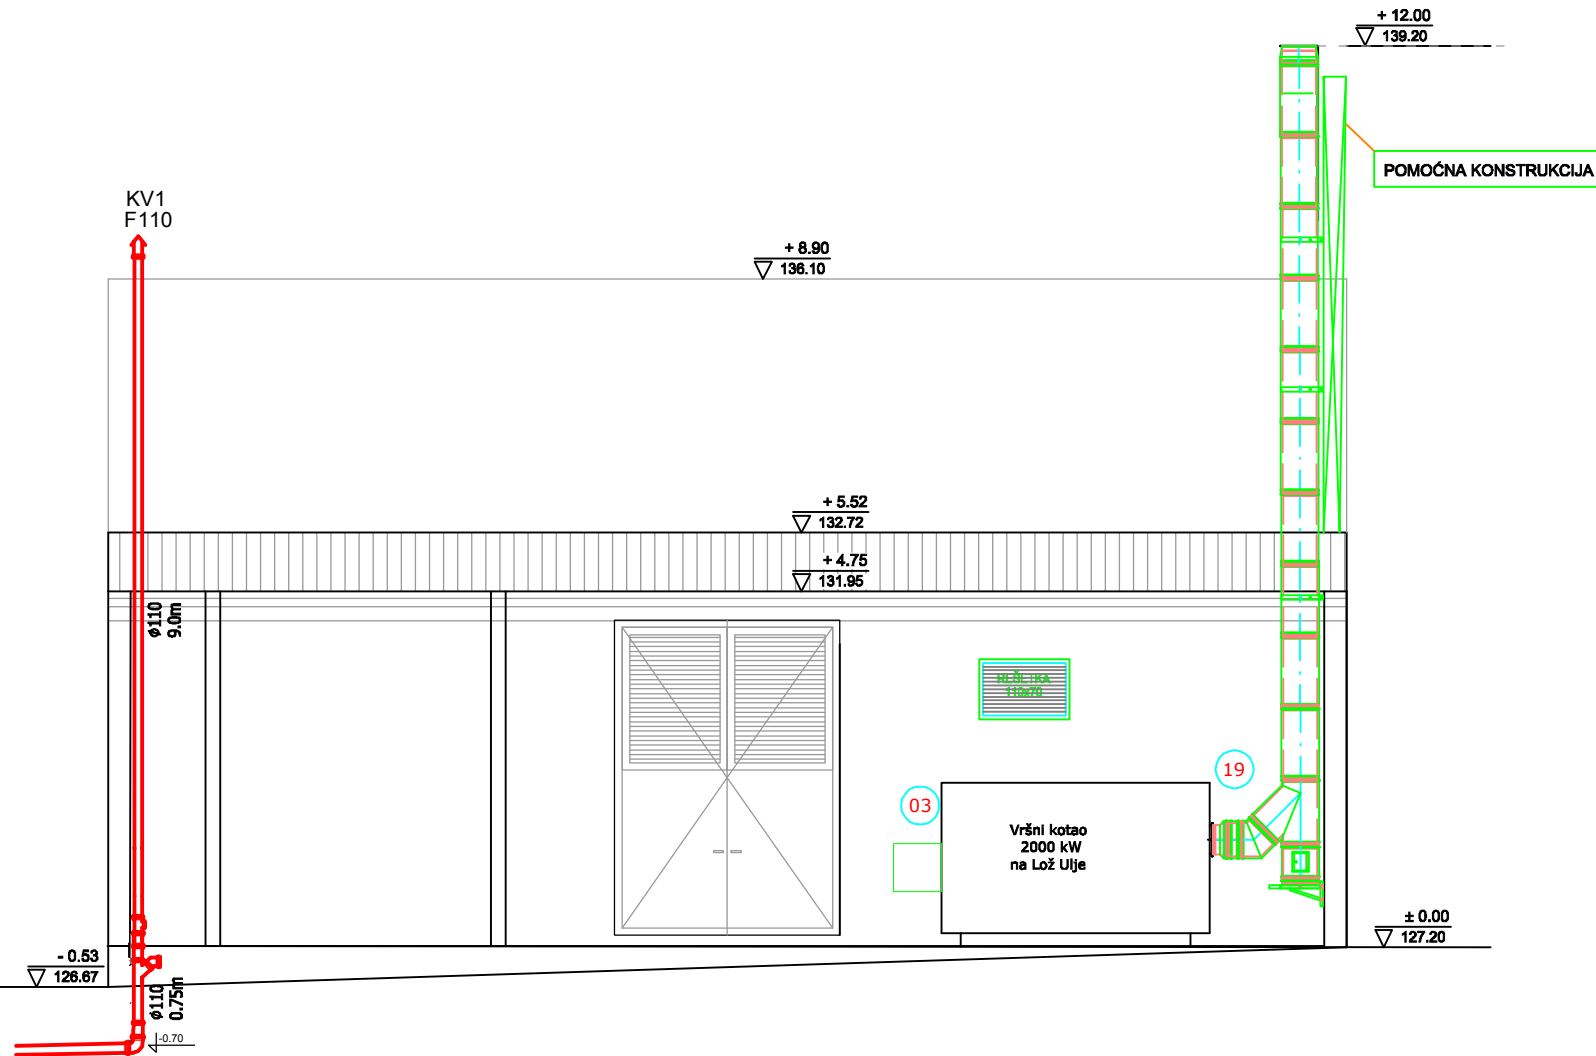 + 12.00
139.20
POMOĆNA KONSTRUKCIJA
KV1
F110
+ 8.90
136.10
+ 5.52
132.72
+ 4.75
131.95
ø110
9.0m
REŠETKA
110x70
19
03
Vršni kotao
2000 kW
na Lož Ulje
± 0.00
127.20
- 0.53
126.67
ø110
0.75m
-0.70